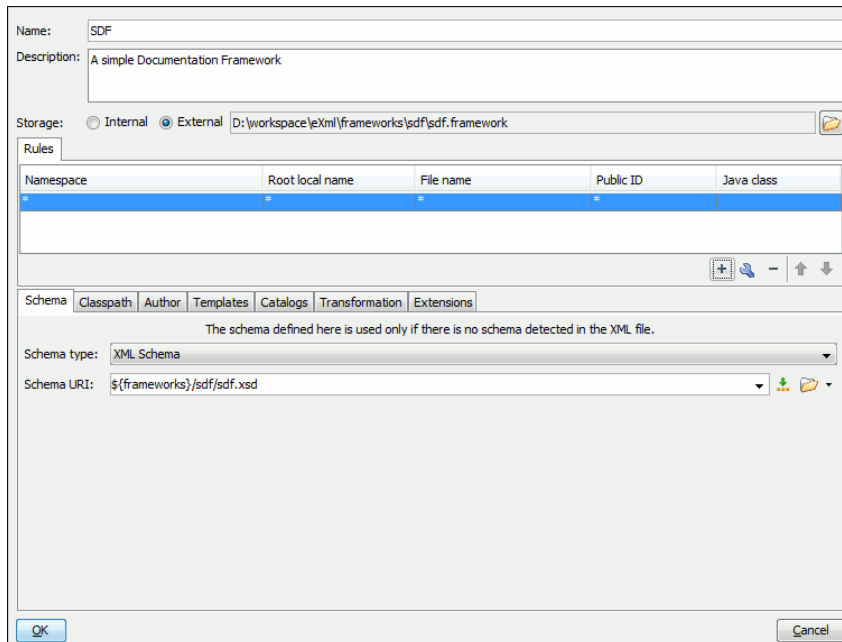 Name: SDF
Description: A simple Documentation Framework
Storage: Internal External D:\workspace\eXml\frameworks\sdf\sdf.framework
Rules
Namespace Root local name File name Public ID Java class
* * * *
Schema Classpath Author Templates Catalogs Transformation Extensions
The schema defined here is used only if there is no schema detected in the XML file.
Schema type: XML Schema
Schema URI: ${frameworks}/sdf/sdf.xsd
OK Cancel